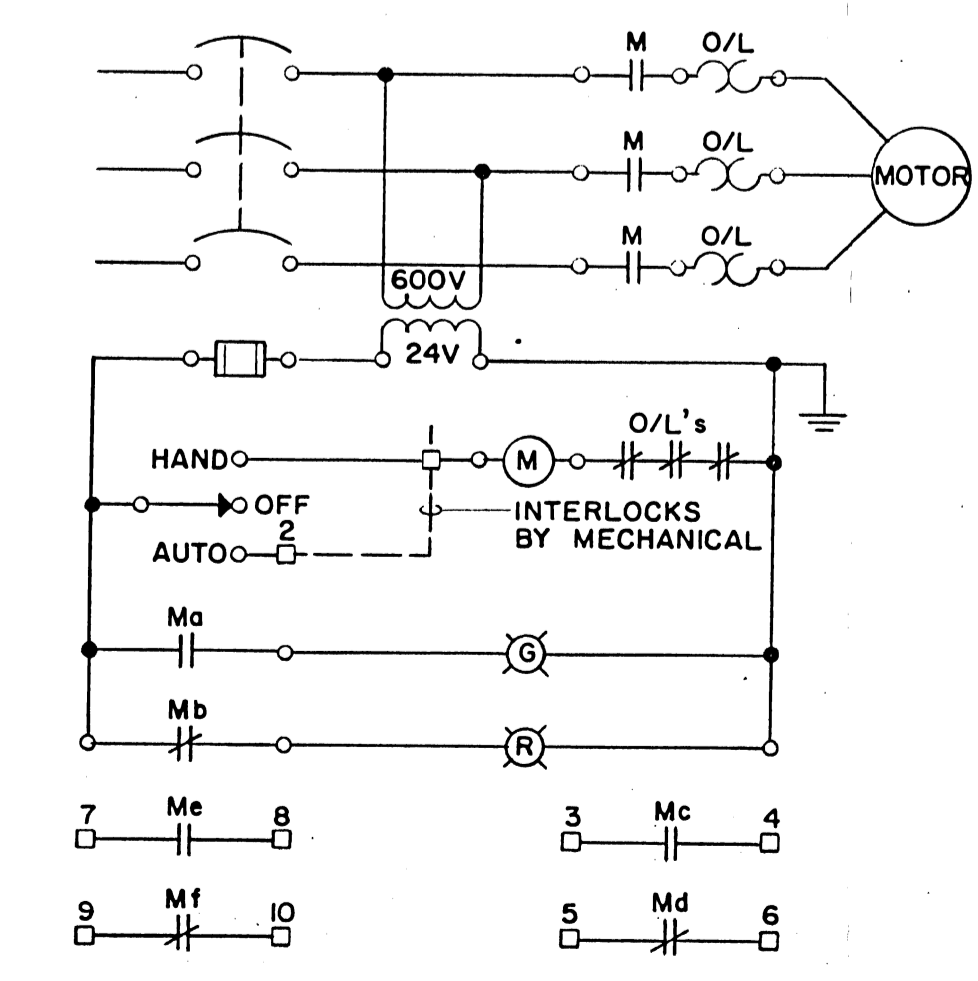 M O/L
M O/L
MOTOR
M O/L
600V
24V
O/L's
HAND M
OFF
INTERLOCKS
BY MECHANICAL
2
AUTO
Ma
G
Mb
R
7 Me 8
3 Mc 4
9 Mf 10
5 Md 6